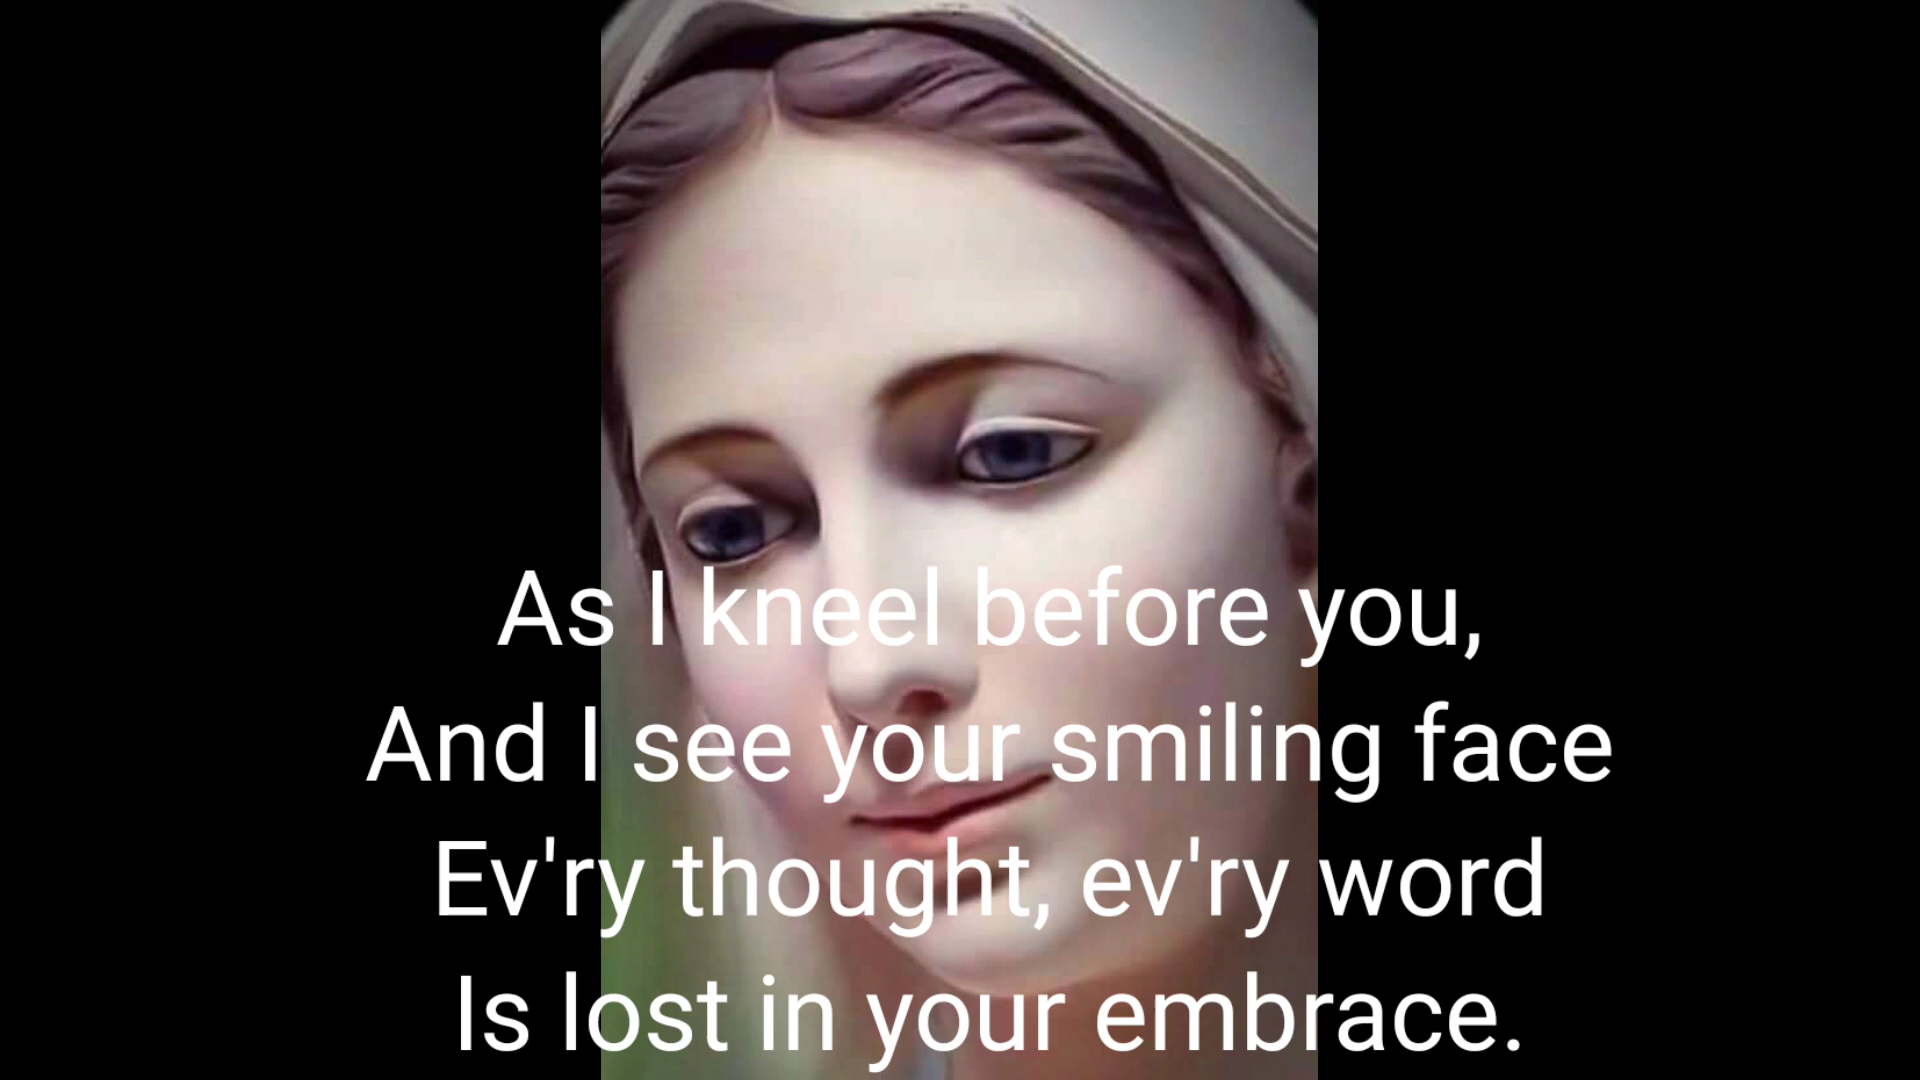 As I kneel before you,
And I see your smiling face
Ev'ry thought, ev'ry word
Is lost in your embrace.